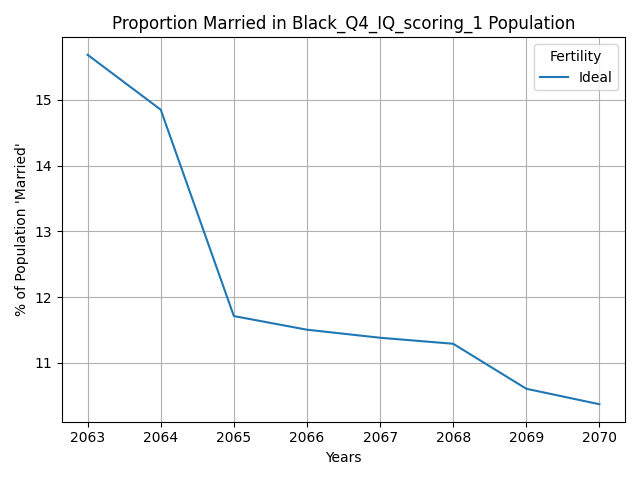 Proportion Married in Black_Q4_IQ_scoring_1 Population
Fertility
Ideal
% of Population 'Married'
15
14
13
12
11
2063 2064 2065 2066 2067 2068 2069 2070
Years